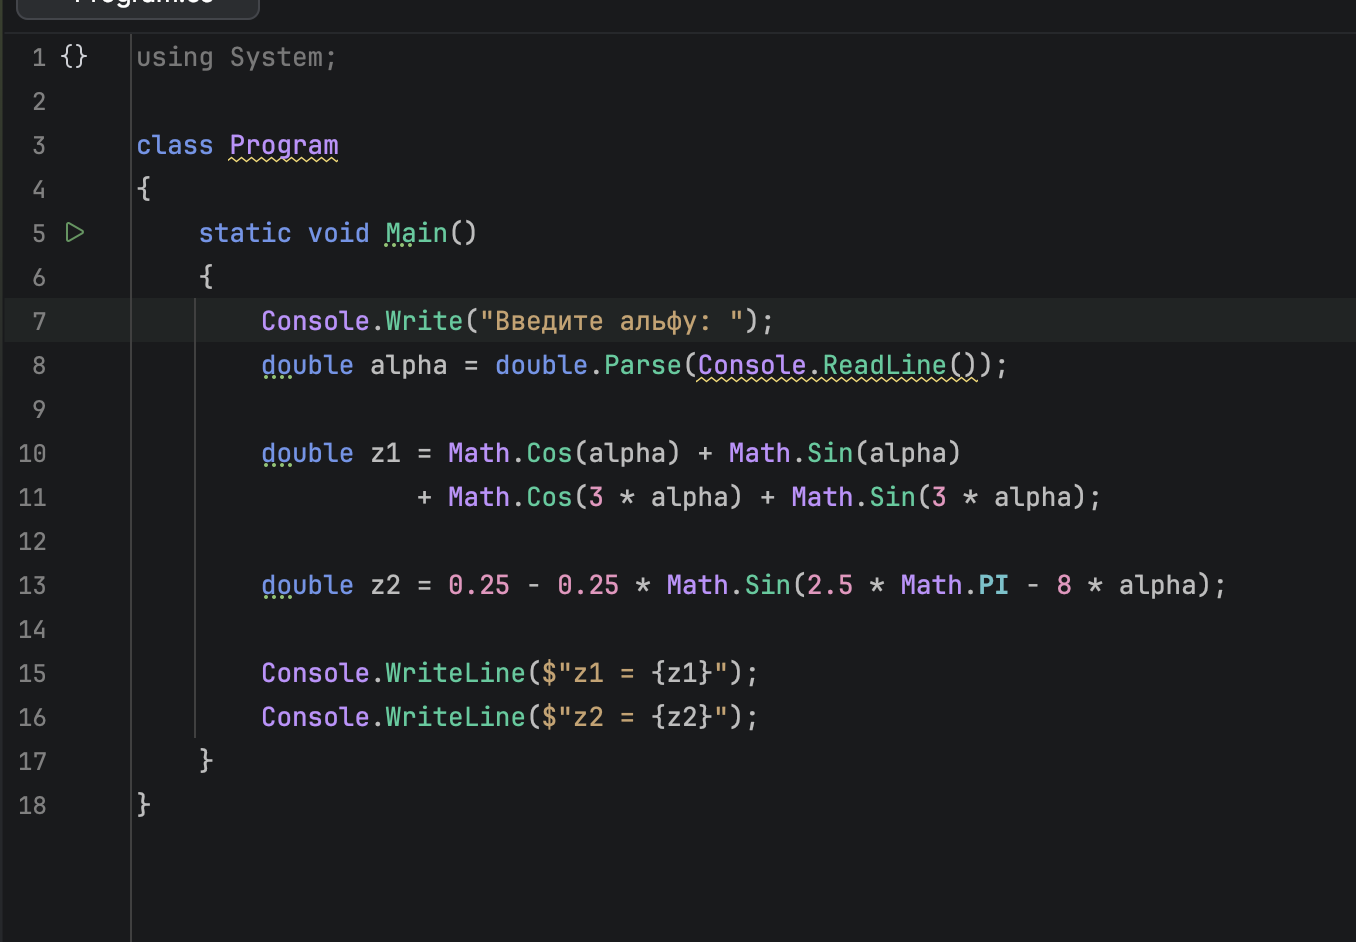 1 {} using System;
2
3 class Program
4 {
5 static void Main()
6 {
7 Console.Write("Введите альфу: ");
8 double alpha = double.Parse(Console.ReadLine());
9
10 double z1 = Math.Cos(alpha) + Math.Sin(alpha)
11 + Math.Cos(3 * alpha) + Math.Sin(3 * alpha);
12
13 double z2 = 0.25 - 0.25 * Math.Sin(2.5 * Math.PI - 8 * alpha);
14
15 Console.WriteLine($"z1 = {z1}");
16 Console.WriteLine($"z2 = {z2}");
17 }
18 }